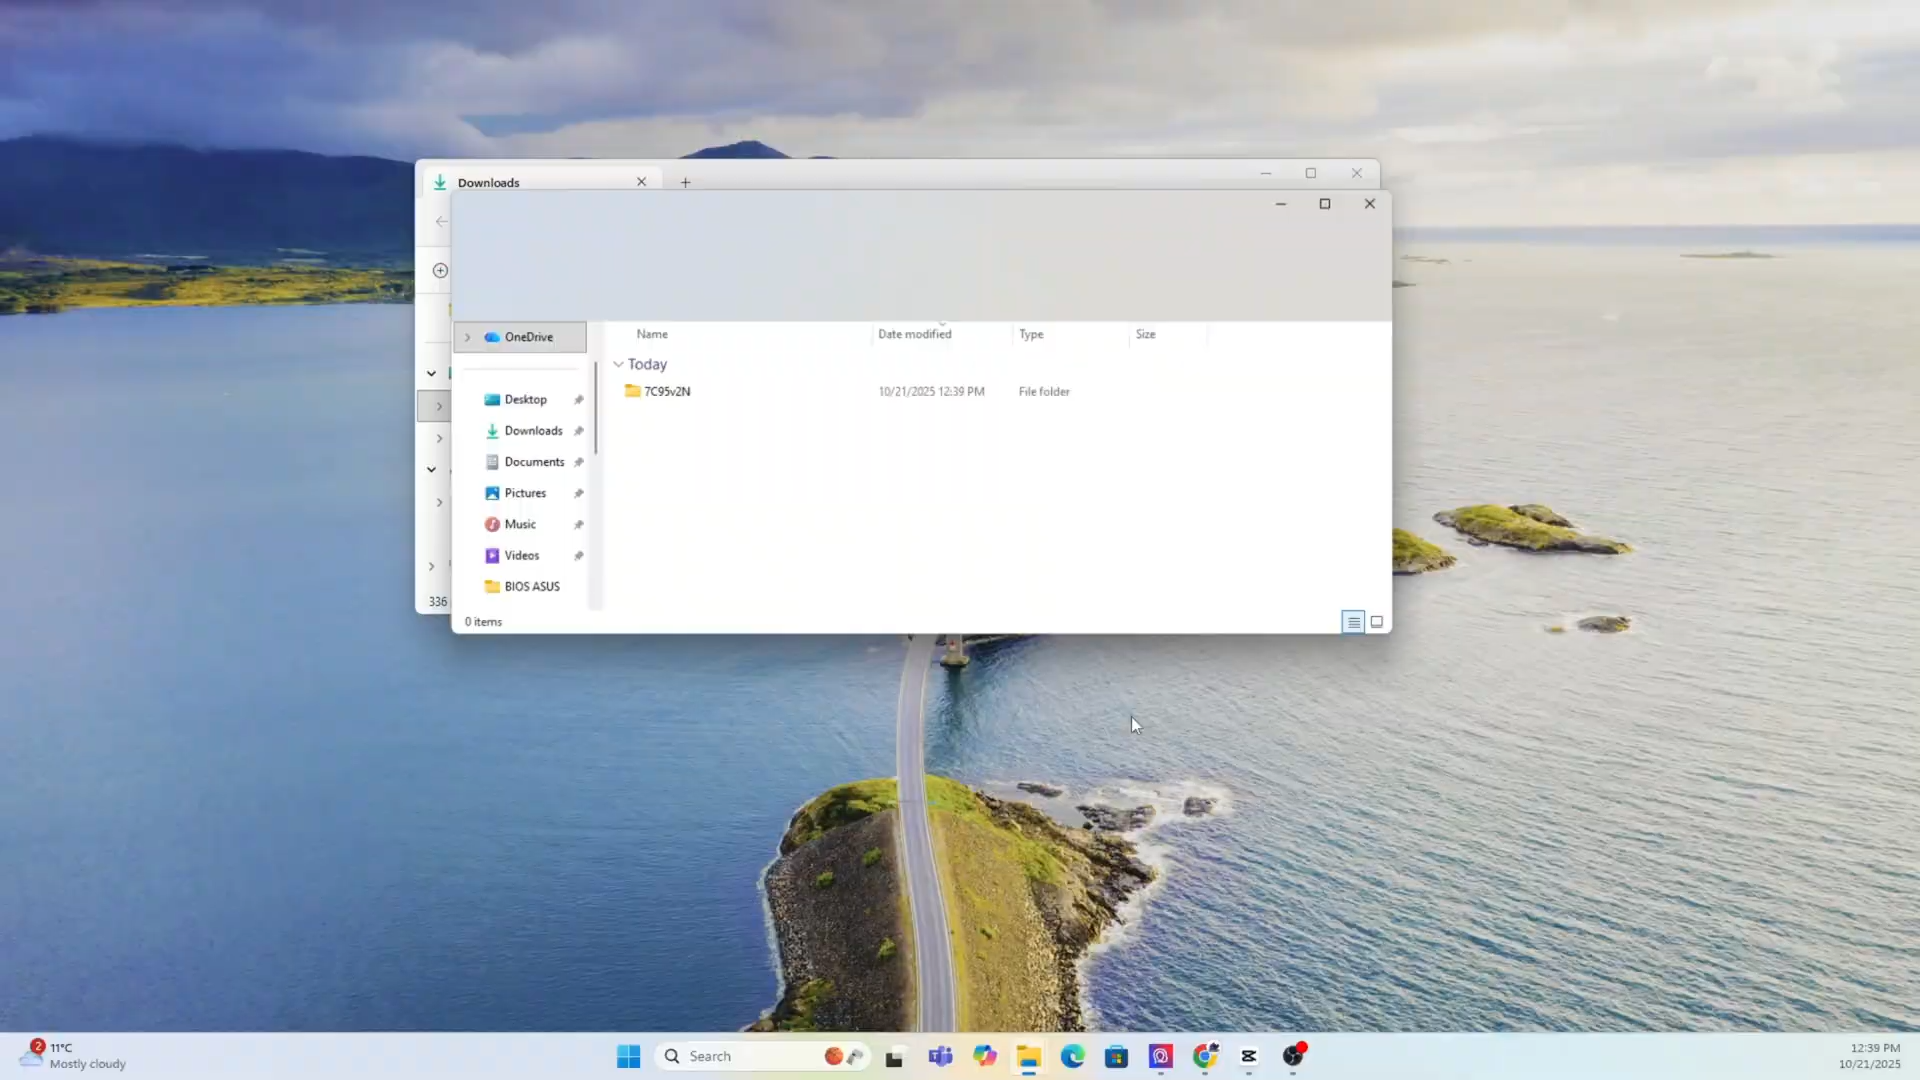 Downloads
OneDrive
Name Date modified Type Size
Today
7C95v2N 10/21/2025 12:39 PM File folder
Desktop
Downloads
Documents
Pictures
Music
Videos
BIOS ASUS
336
0 items
2
11°C
Mostly cloudy
Search
12:39 PM
10/21/2025